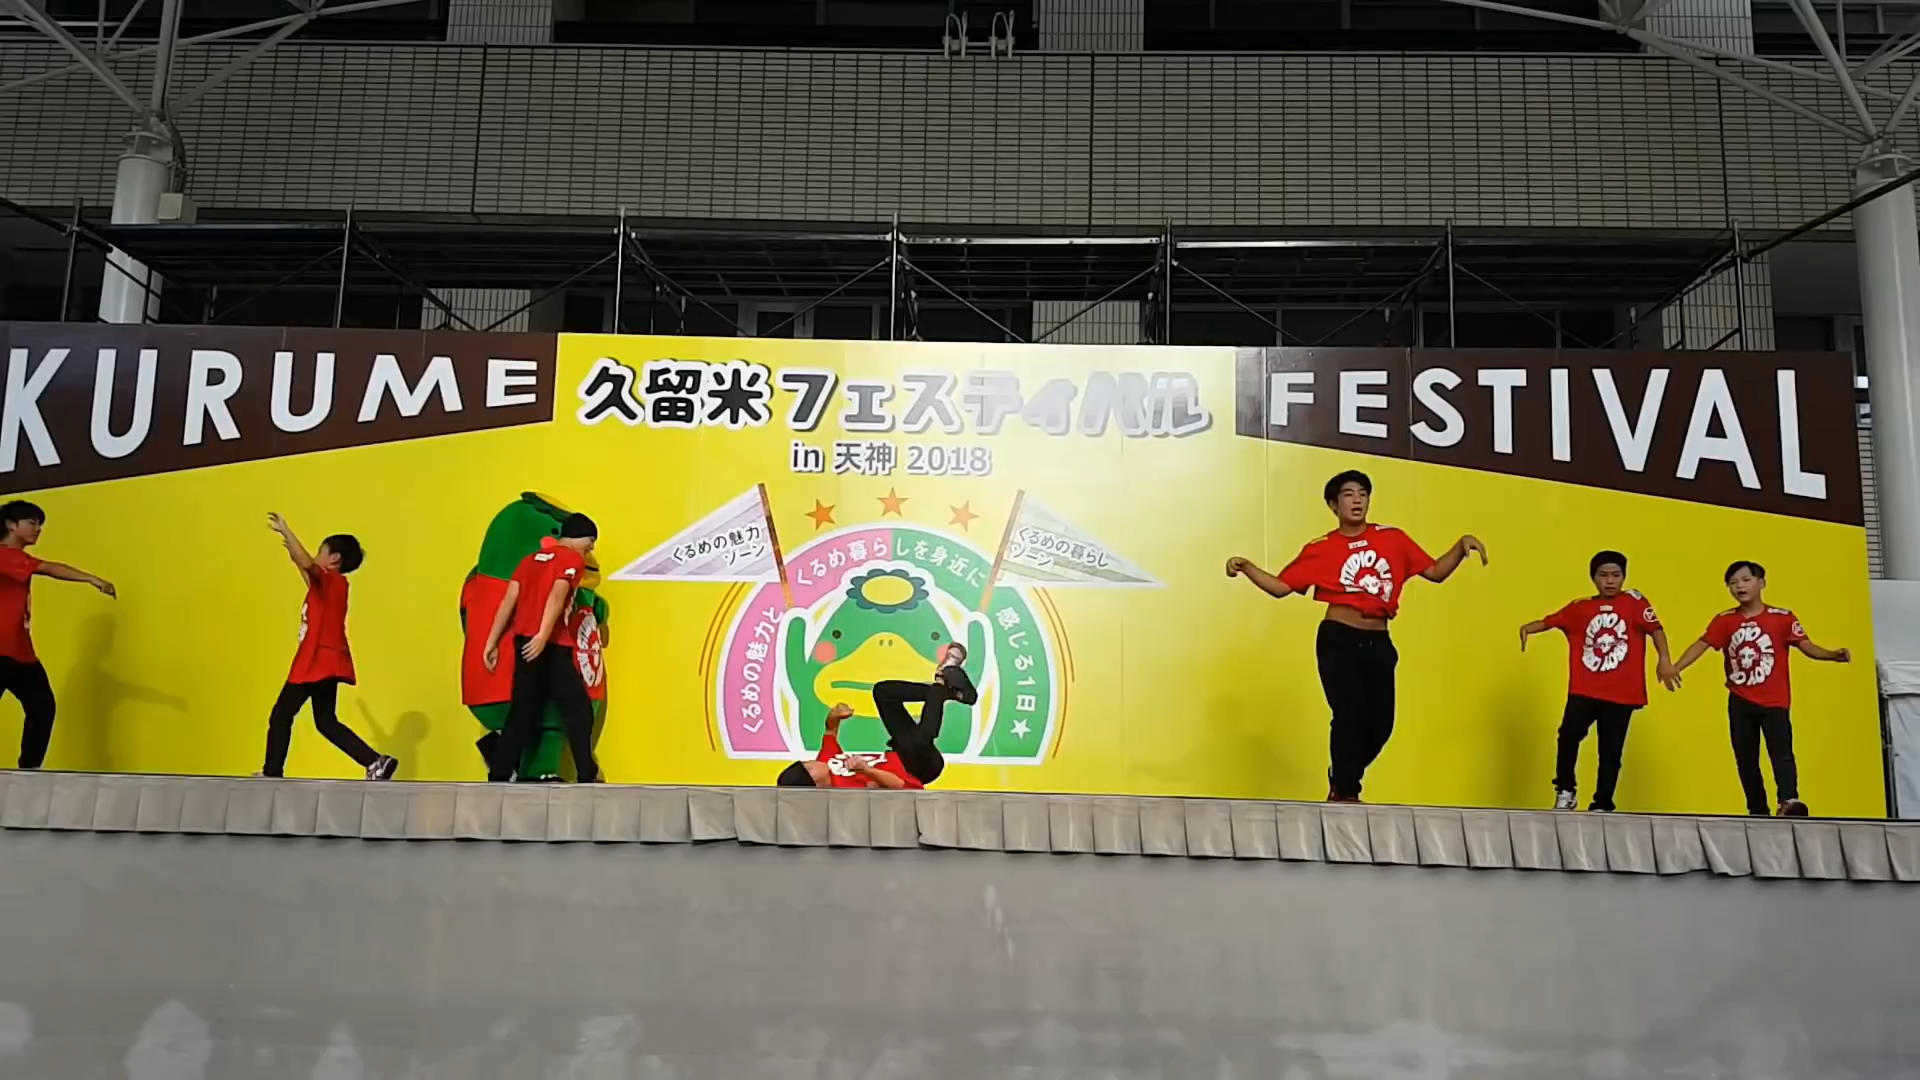 KURUME
久留米フェスティバル
FESTIVAL
in 天神 2018
くるめの魅力
ゾーン
くるめの暮らし
ゾーン
くるめの魅力と
くるめ暮らしを身近に
感じる1日★
STUDIO
STUDIO
STUDIO